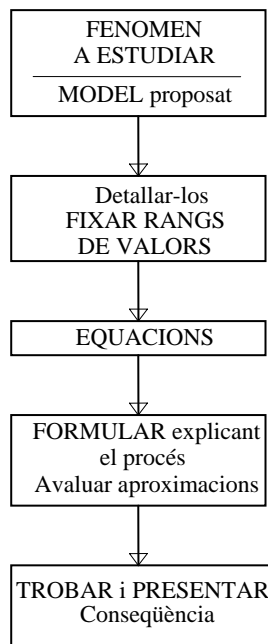 FENOMEN
A ESTUDIAR
MODEL proposat
Detallar-los
FIXAR RANGS
DE VALORS
EQUACIONS
FORMULAR explicant
el procés
Avaluar aproximacions
TROBAR i PRESENTAR
Conseqüència